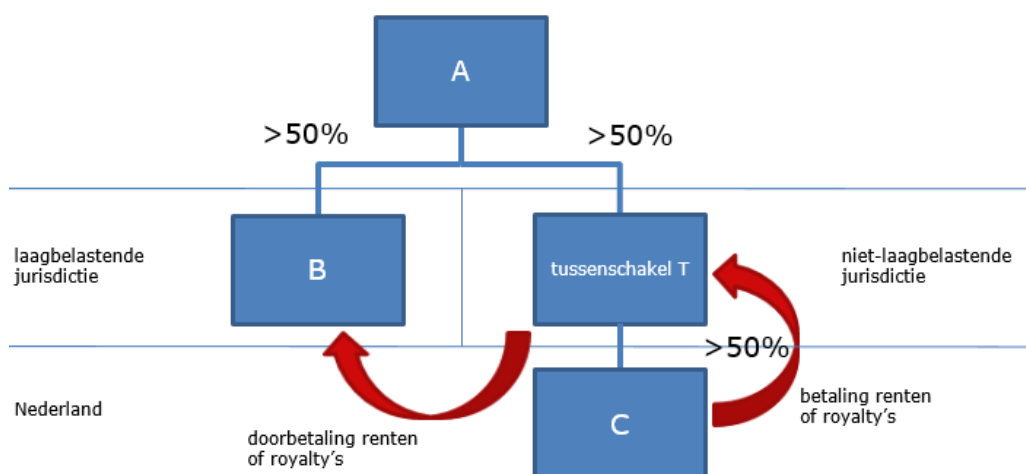 A
>50%
>50%
laagbelastende
jurisdictie
B
tussenschakel T
niet-laagbelastende
jurisdictie
>50%
Nederland
doorbetaling renten
of royalty's
C
betaling renten
of royalty's